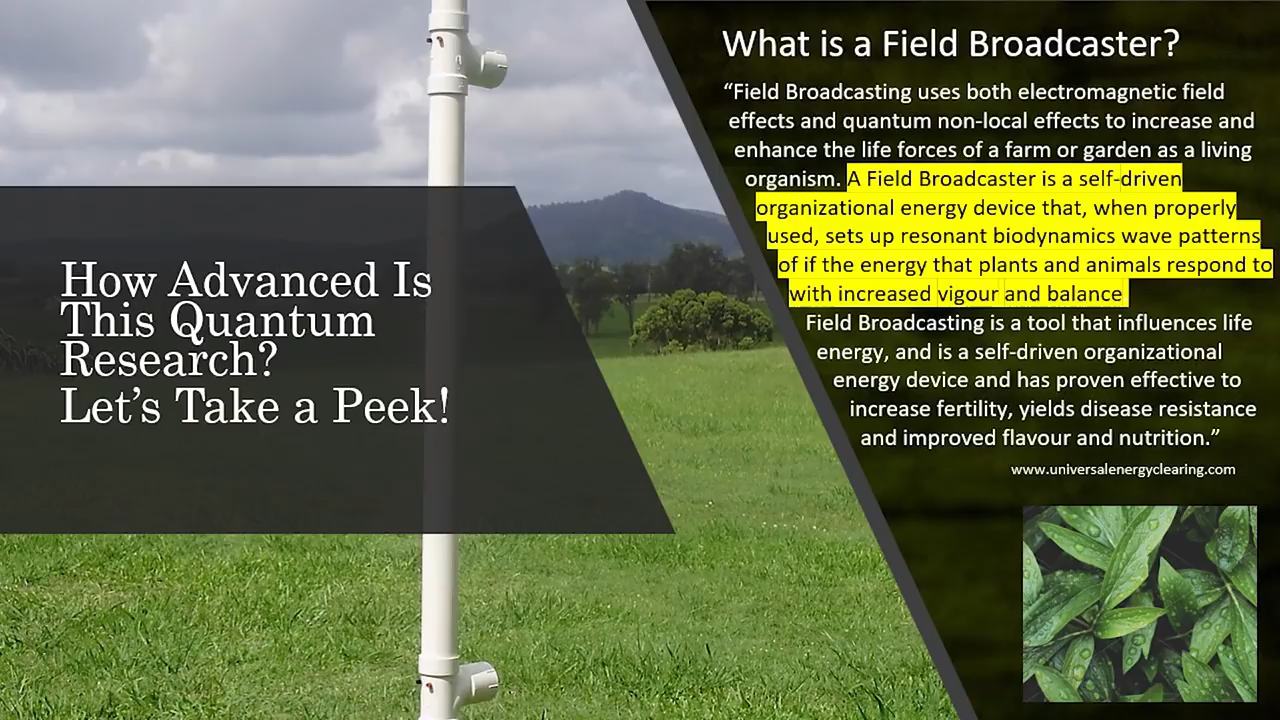 How Advanced Is
This Quantum
Research?
Let’s Take a Peek!
What is a Field Broadcaster?
“Field Broadcasting uses both electromagnetic field
effects and quantum non-local effects to increase and
enhance the life forces of a farm or garden as a living
organism. A Field Broadcaster is a self-driven
organizational energy device that, when properly
used, sets up resonant biodynamics wave patterns
of if the energy that plants and animals respond to
with increased vigour and balance
Field Broadcasting is a tool that influences life
energy, and is a self-driven organizational
energy device and has proven effective to
increase fertility, yields disease resistance
and improved flavour and nutrition.”
www.universalenergyclearing.com